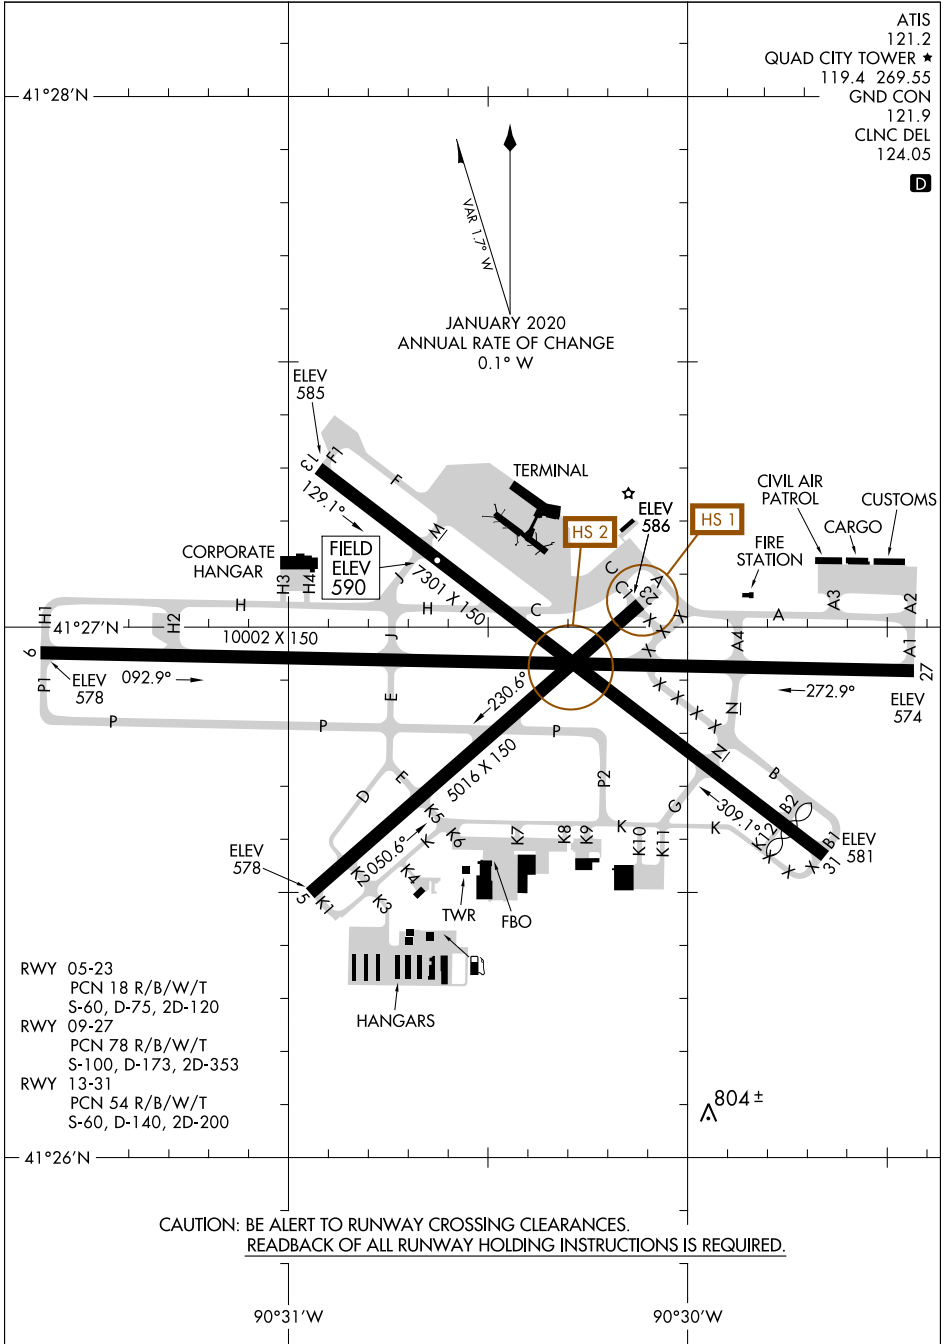 ATIS
121.2
QUAD CITY TOWER ★
119.4 269.55
GND CON
121.9
CLNC DEL
124.05
D
41°28'N
VAR 1.7° W
JANUARY 2020
ANNUAL RATE OF CHANGE
0.1° W
ELEV
585
13
F1
F
129.1°
M
TERMINAL
HS 2
ELEV
586
HS 1
CIVIL AIR
PATROL
CARGO
CUSTOMS
FIRE
STATION
CORPORATE
HANGAR
FIELD
ELEV
590
7301 X 150
H3
H4
J
C
C1
A
23
A3
A2
H1
H
H
C
A
41°27'N
H2
10002 X 150
J
X
X
X
X
A4
A1
9
ELEV
578
092.9°
P1
E
230.6°
272.9°
27
ELEV
574
X
X
X
X
N
P
P
P
5016 X 150
N
B
D
E
P2
G
309.1°
B2
K5
K6
K
K7
K8
K9
K
K10
K11
K
K12
B1
31
ELEV
581
X
X
X
ELEV
578
5
050.6°
K1
K2
K3
K4
TWR
FBO
HANGARS
RWY 05-23
PCN 18 R/B/W/T
S-60, D-75, 2D-120
RWY 09-27
PCN 78 R/B/W/T
S-100, D-173, 2D-353
RWY 13-31
PCN 54 R/B/W/T
S-60, D-140, 2D-200
804±
41°26'N
CAUTION: BE ALERT TO RUNWAY CROSSING CLEARANCES.
READBACK OF ALL RUNWAY HOLDING INSTRUCTIONS IS REQUIRED.
90°31'W
90°30'W